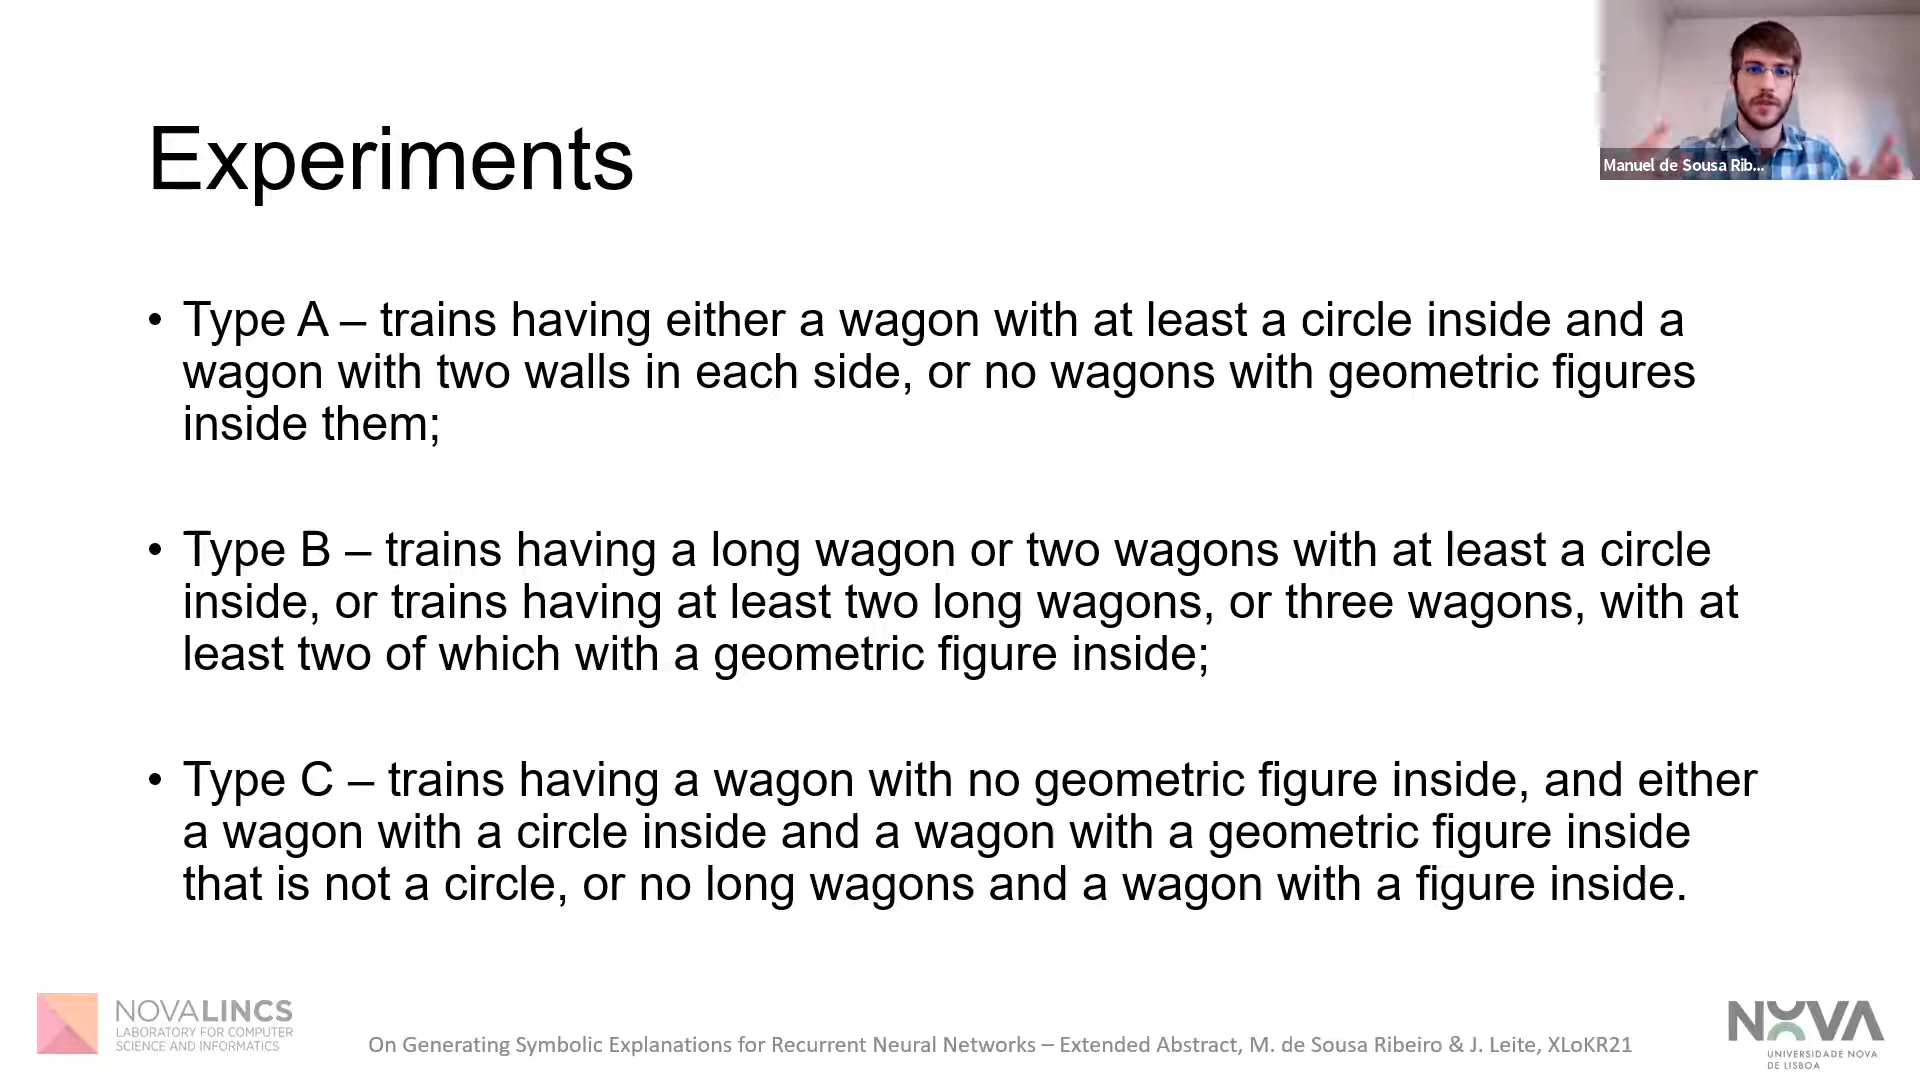 Experiments
Manuel de Sousa Rib...
• Type A – trains having either a wagon with at least a circle inside and a
wagon with two walls in each side, or no wagons with geometric figures
inside them;
• Type B – trains having a long wagon or two wagons with at least a circle
inside, or trains having at least two long wagons, or three wagons, with at
least two of which with a geometric figure inside;
• Type C – trains having a wagon with no geometric figure inside, and either
a wagon with a circle inside and a wagon with a geometric figure inside
that is not a circle, or no long wagons and a wagon with a figure inside.
NOVALINCS
LABORATORY FOR COMPUTER
SCIENCE AND INFORMATICS
On Generating Symbolic Explanations for Recurrent Neural Networks – Extended Abstract, M. de Sousa Ribeiro & J. Leite, XLoKR21
NOVA
UNIVERSIDADE NOVA
DE LISBOA